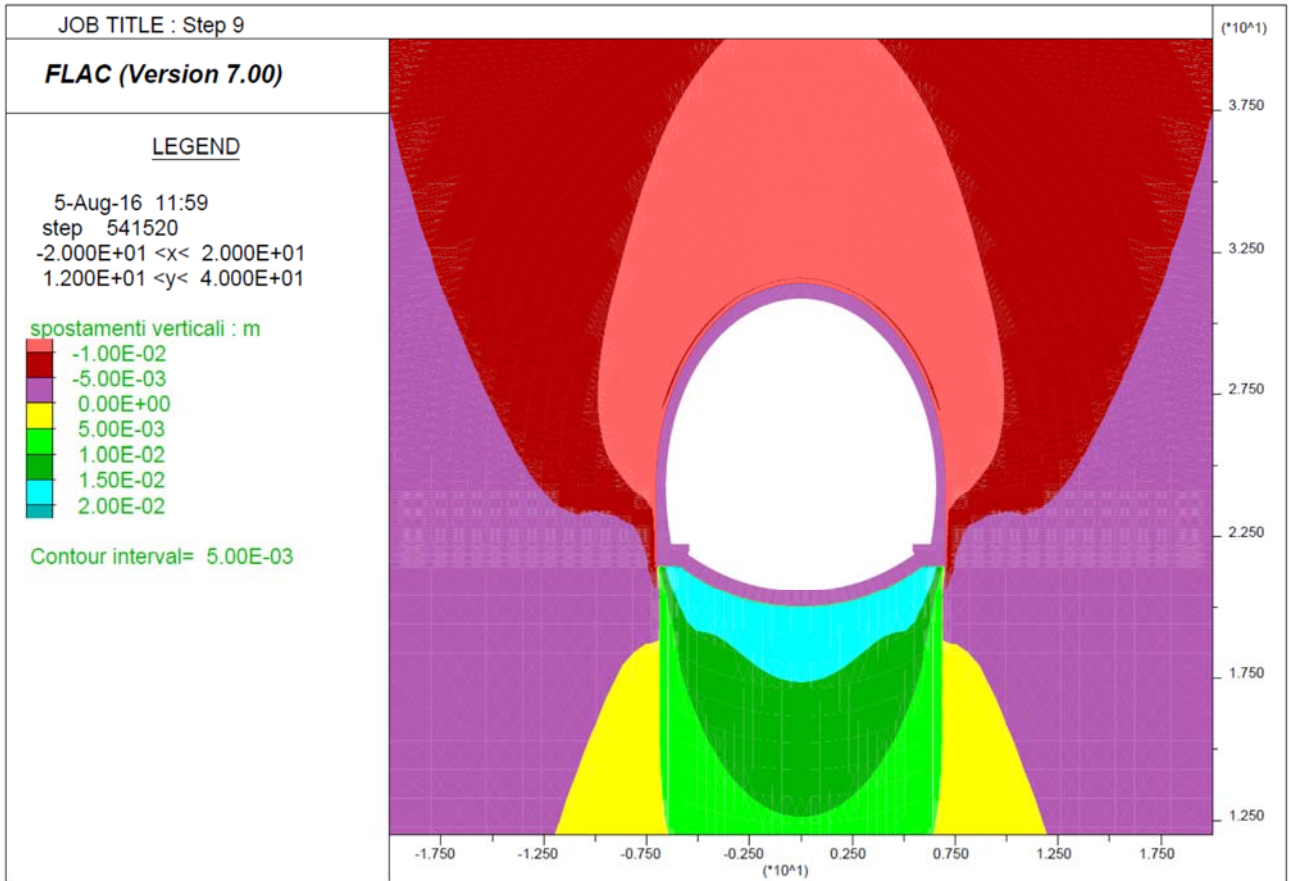 JOB TITLE : Step 9
FLAC (Version 7.00)
LEGEND
5-Aug-16 11:59
step 541520
-2.000E+01 <x< 2.000E+01
1.200E+01 <y< 4.000E+01
spostamenti verticali : m
-1.00E-02
-5.00E-03
0.00E+00
5.00E-03
1.00E-02
1.50E-02
2.00E-02
Contour interval= 5.00E-03
(*10^1)
3.750
3.250
2.750
2.250
1.750
1.250
-1.750 -1.250 -0.750 -0.250 0.250 0.750 1.250 1.750
(*10^1)